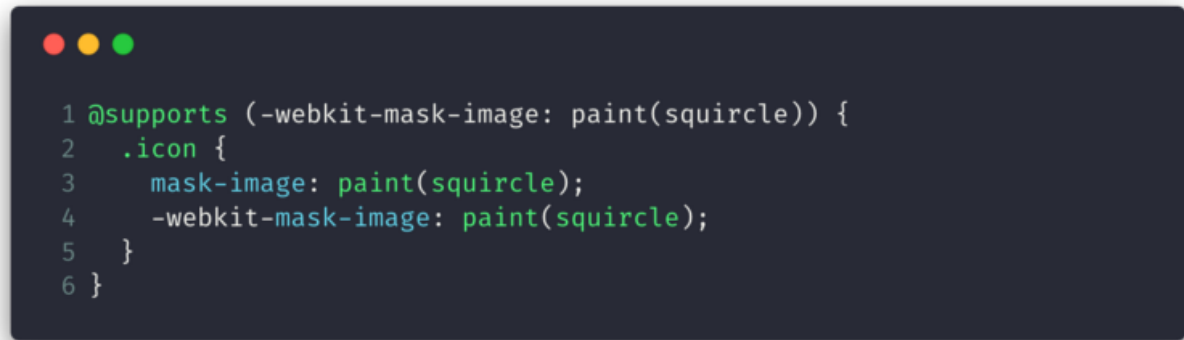 1 @supports (-webkit-mask-image: paint(squircle)) {
2   .icon {
3     mask-image: paint(squircle);
4     -webkit-mask-image: paint(squircle);
5   }
6 }